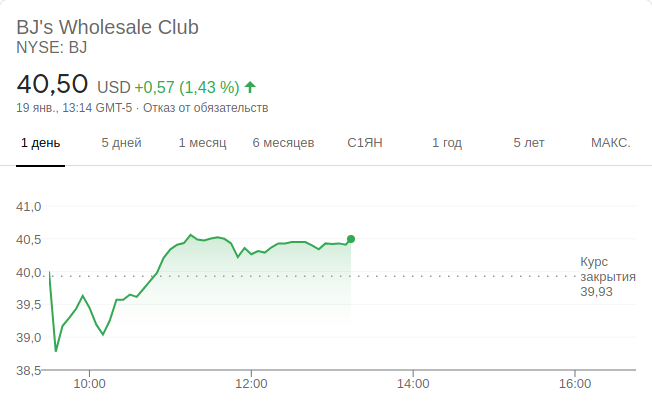 BJ's Wholesale Club
NYSE: BJ
40,50 USD +0,57 (1,43 %)
19 янв., 13:14 GMT-5 · Отказ от обязательств
1 день 5 дней 1 месяц 6 месяцев С1ЯН 1 год 5 лет МАКС.
41,0
40,5
Курс
40,0
закрытия
39,93
39,5
39,0
38,5
10:00 12:00 14:00 16:00